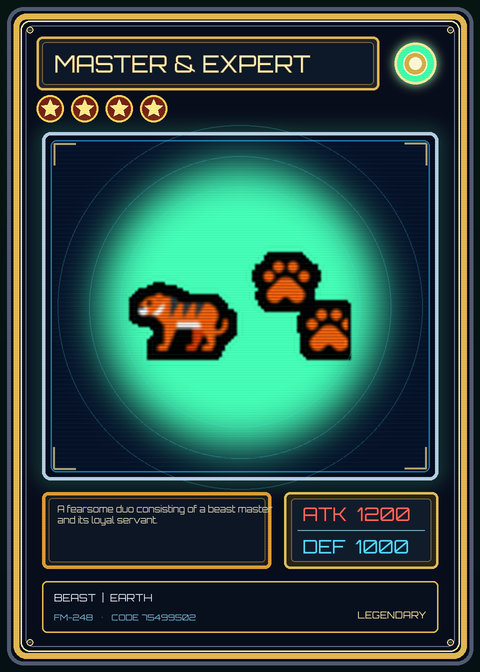 MASTER & EXPERT
A fearsome duo consisting of a beast master
and its loyal servant.
ATK 1200
DEF 1000
BEAST | EARTH
FM-248 · CODE 75499502
LEGENDARY